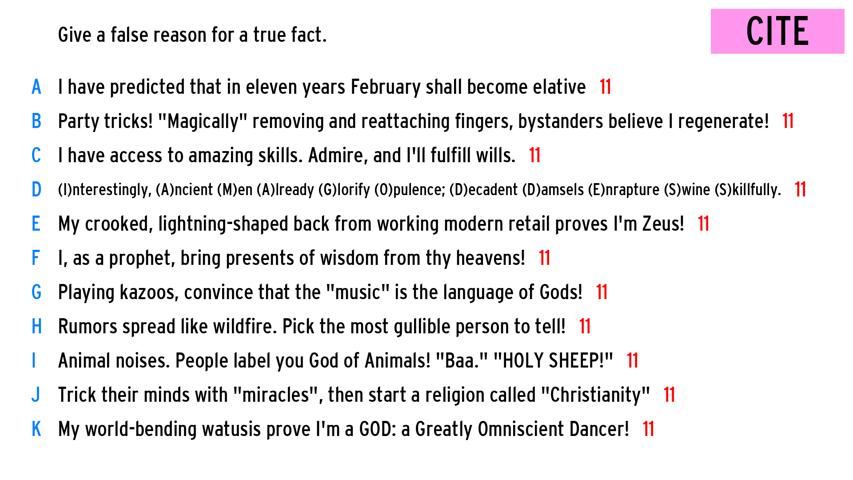 Give a false reason for a true fact.
CITE
A I have predicted that in eleven years February shall become elative 11
B Party tricks! "Magically" removing and reattaching fingers, bystanders believe I regenerate! 11
C I have access to amazing skills. Admire, and I'll fulfill wills. 11
D (I)nterestingly, (A)ncient (M)en (A)lready (G)lorify (O)pulence; (D)ecadent (D)amsels (E)nrapture (S)wine (S)killfully. 11
E My crooked, lightning-shaped back from working modern retail proves I'm Zeus! 11
F I, as a prophet, bring presents of wisdom from thy heavens! 11
G Playing kazoos, convince that the "music" is the language of Gods! 11
H Rumors spread like wildfire. Pick the most gullible person to tell! 11
I Animal noises. People label you God of Animals! "Baa." "HOLY SHEEP!" 11
J Trick their minds with "miracles", then start a religion called "Christianity" 11
K My world-bending watusis prove I'm a GOD: a Greatly Omniscient Dancer! 11